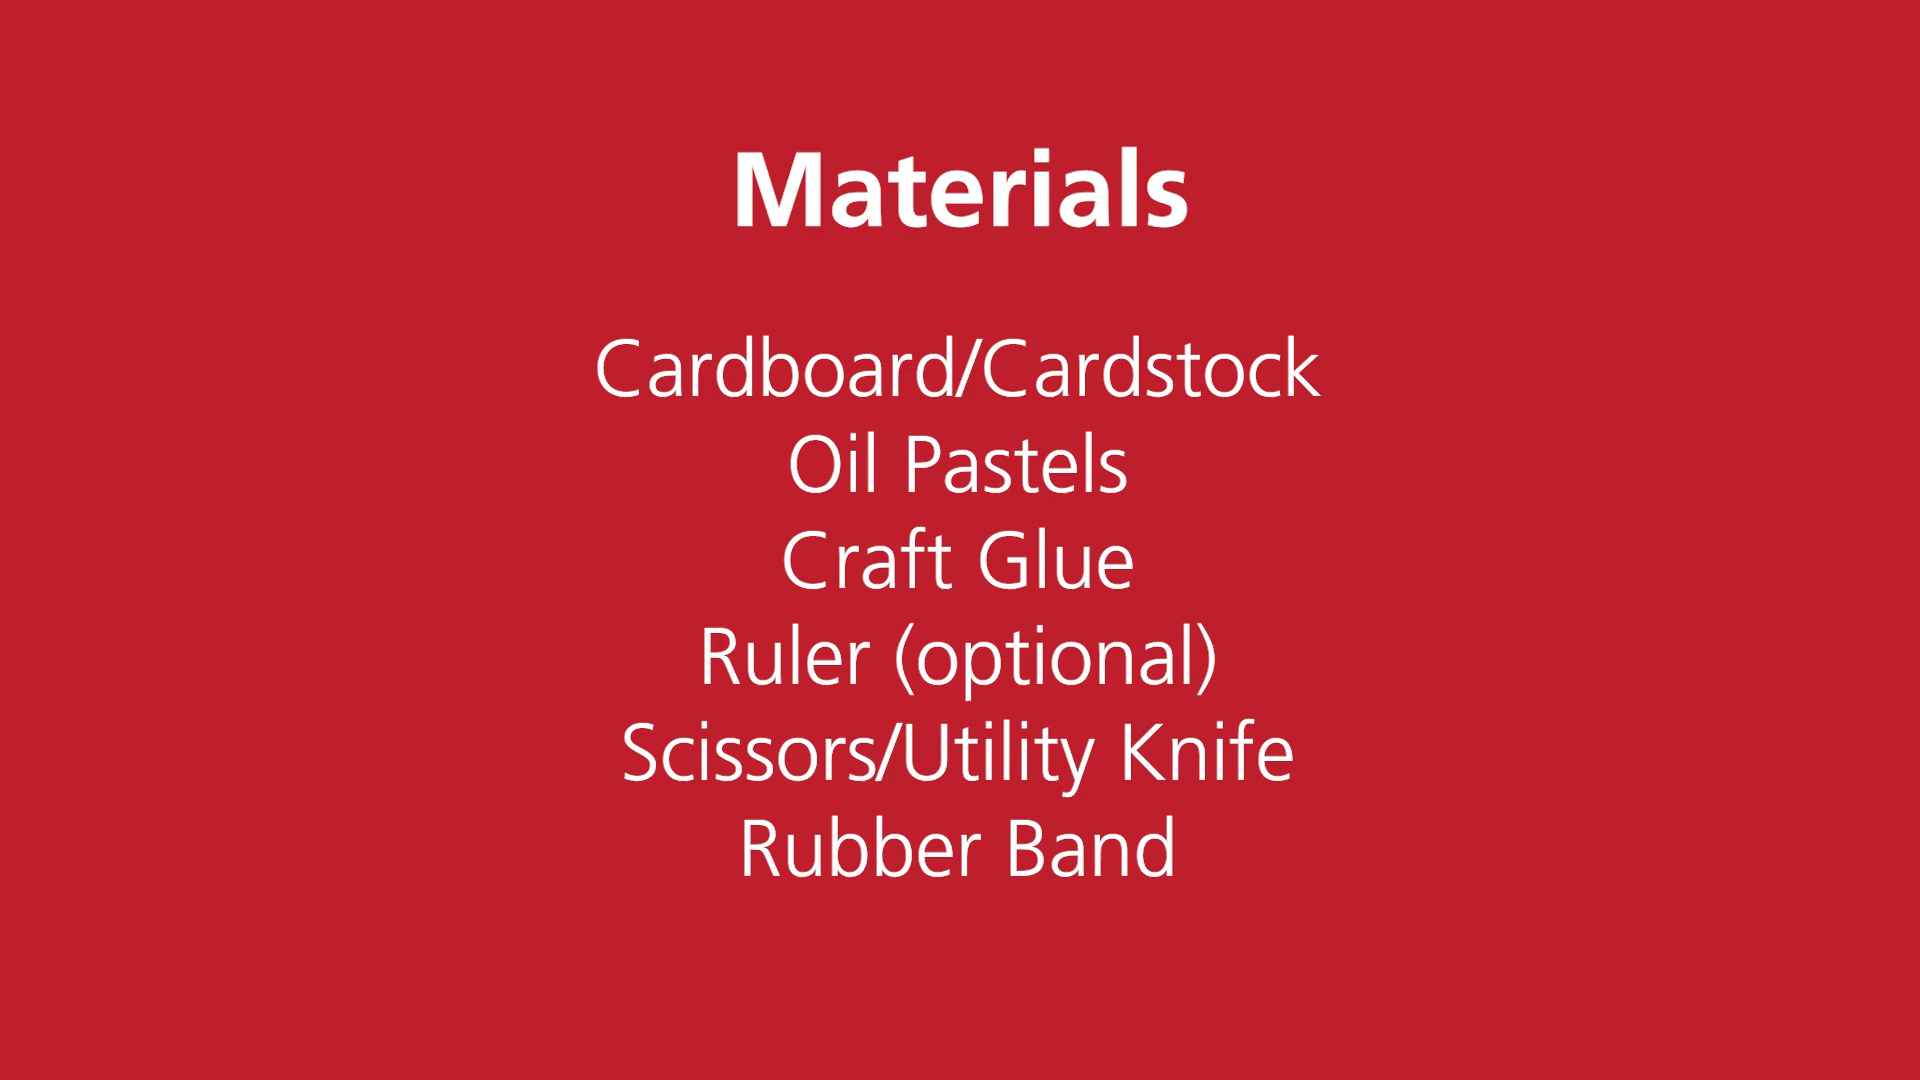 Materials
Cardboard/Cardstock
Oil Pastels
Craft Glue
Ruler (optional)
Scissors/Utility Knife
Rubber Band